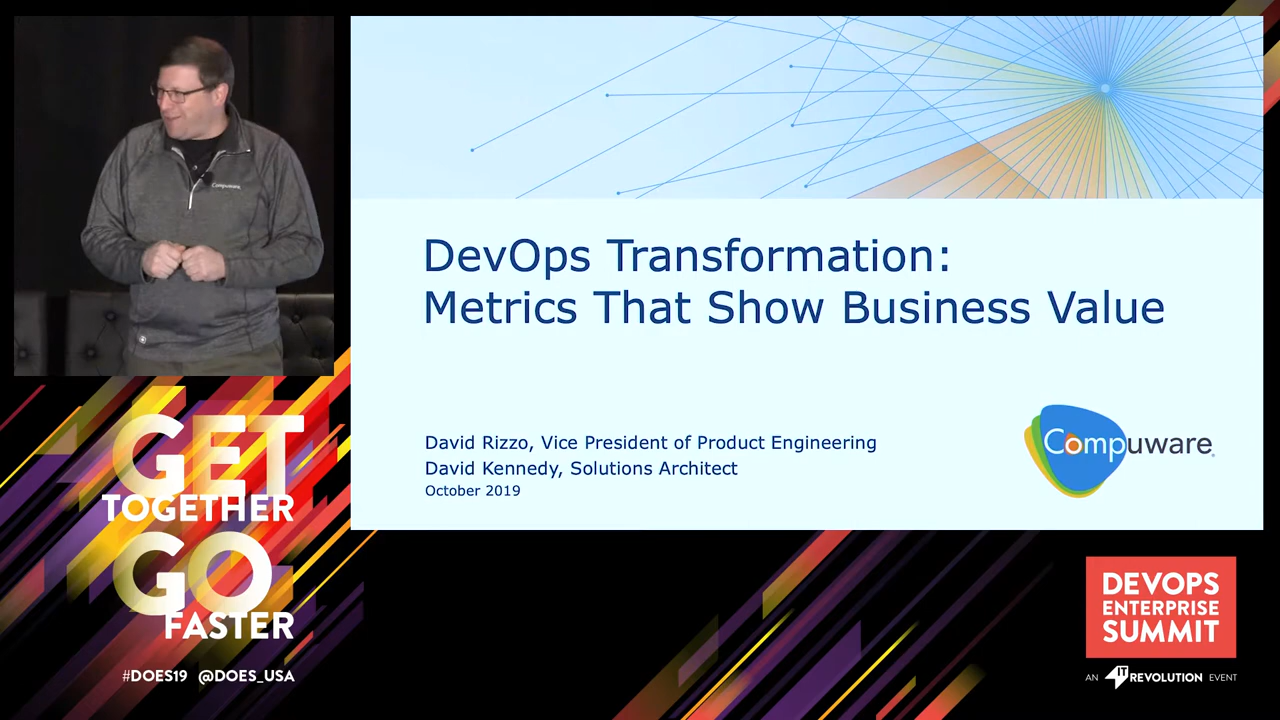 Compuware
DevOps Transformation:
Metrics That Show Business Value
David Rizzo, Vice President of Product Engineering
David Kennedy, Solutions Architect
October 2019
Compuware
GET
TOGETHER
GO
FASTER
#DOES19 @DOES_USA
DEVOPS
ENTERPRISE
SUMMIT
AN IT REVOLUTION EVENT